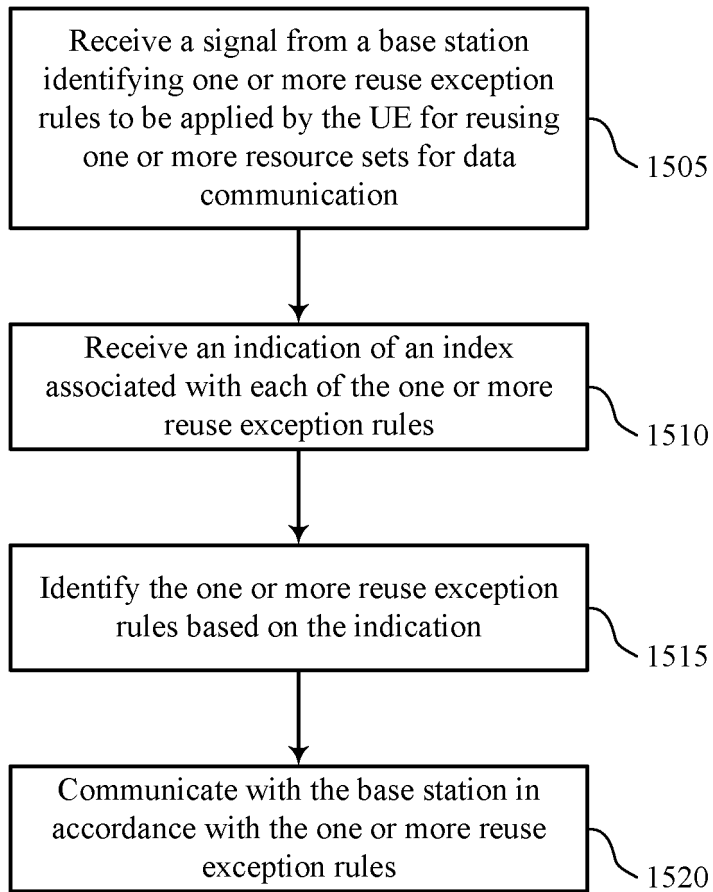 Receive a signal from a base station
identifying one or more reuse exception
rules to be applied by the UE for reusing
one or more resource sets for data
communication
1505
Receive an indication of an index
associated with each of the one or more
reuse exception rules
1510
Identify the one or more reuse exception
rules based on the indication
1515
Communicate with the base station in
accordance with the one or more reuse
exception rules
1520